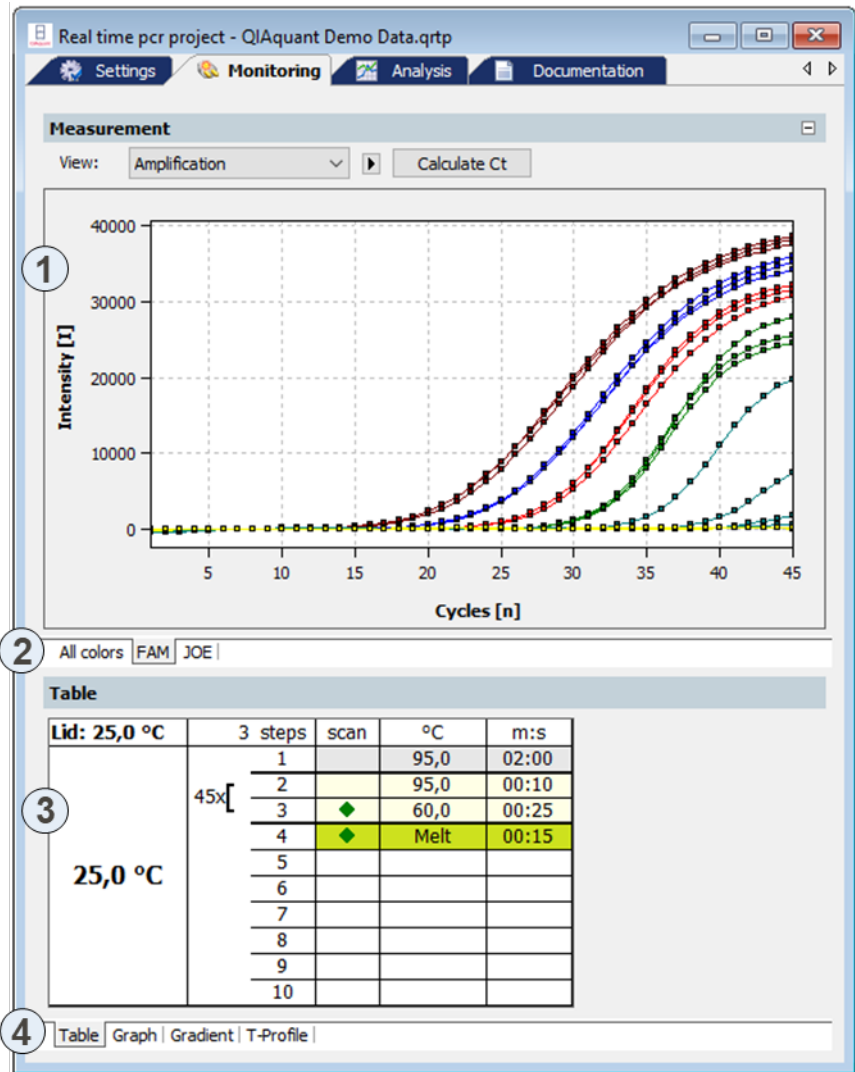 Real time pcr project - QIAquant Demo Data.qrtp
Settings Monitoring Analysis Documentation
Measurement
View: Amplification Calculate Ct
1
40000
30000
20000
10000
0
Intensity [I]
5 10 15 20 25 30 35 40 45
Cycles [n]
2
All colors FAM JOE
Table
Lid: 25,0 °C 3 steps scan °C m:s
1 95,0 02:00
45x[ 2 95,0 00:10
3 60,0 00:25
3
4 Melt 00:15
25,0 °C
5
6
7
8
9
10
4
Table Graph Gradient T-Profile